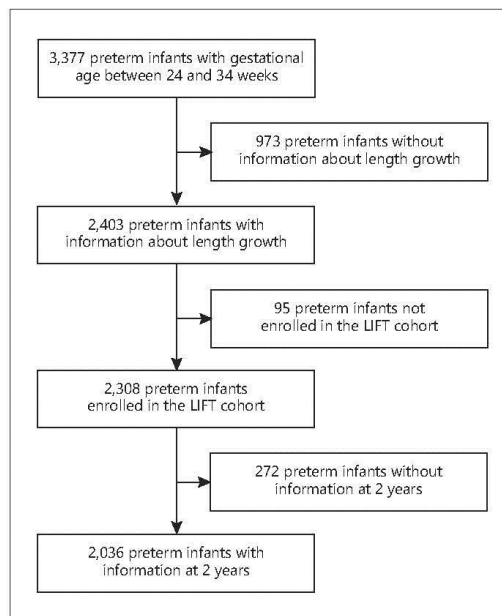 3,377 preterm infants with gestational
age between 24 and 34 weeks
973 preterm infants without
information about length growth
2,403 preterm infants with
information about length growth
95 preterm infants not
enrolled in the LIFT cohort
2,308 preterm infants
enrolled in the LIFT cohort
272 preterm infants without
information at 2 years
2,036 preterm infants with
information at 2 years